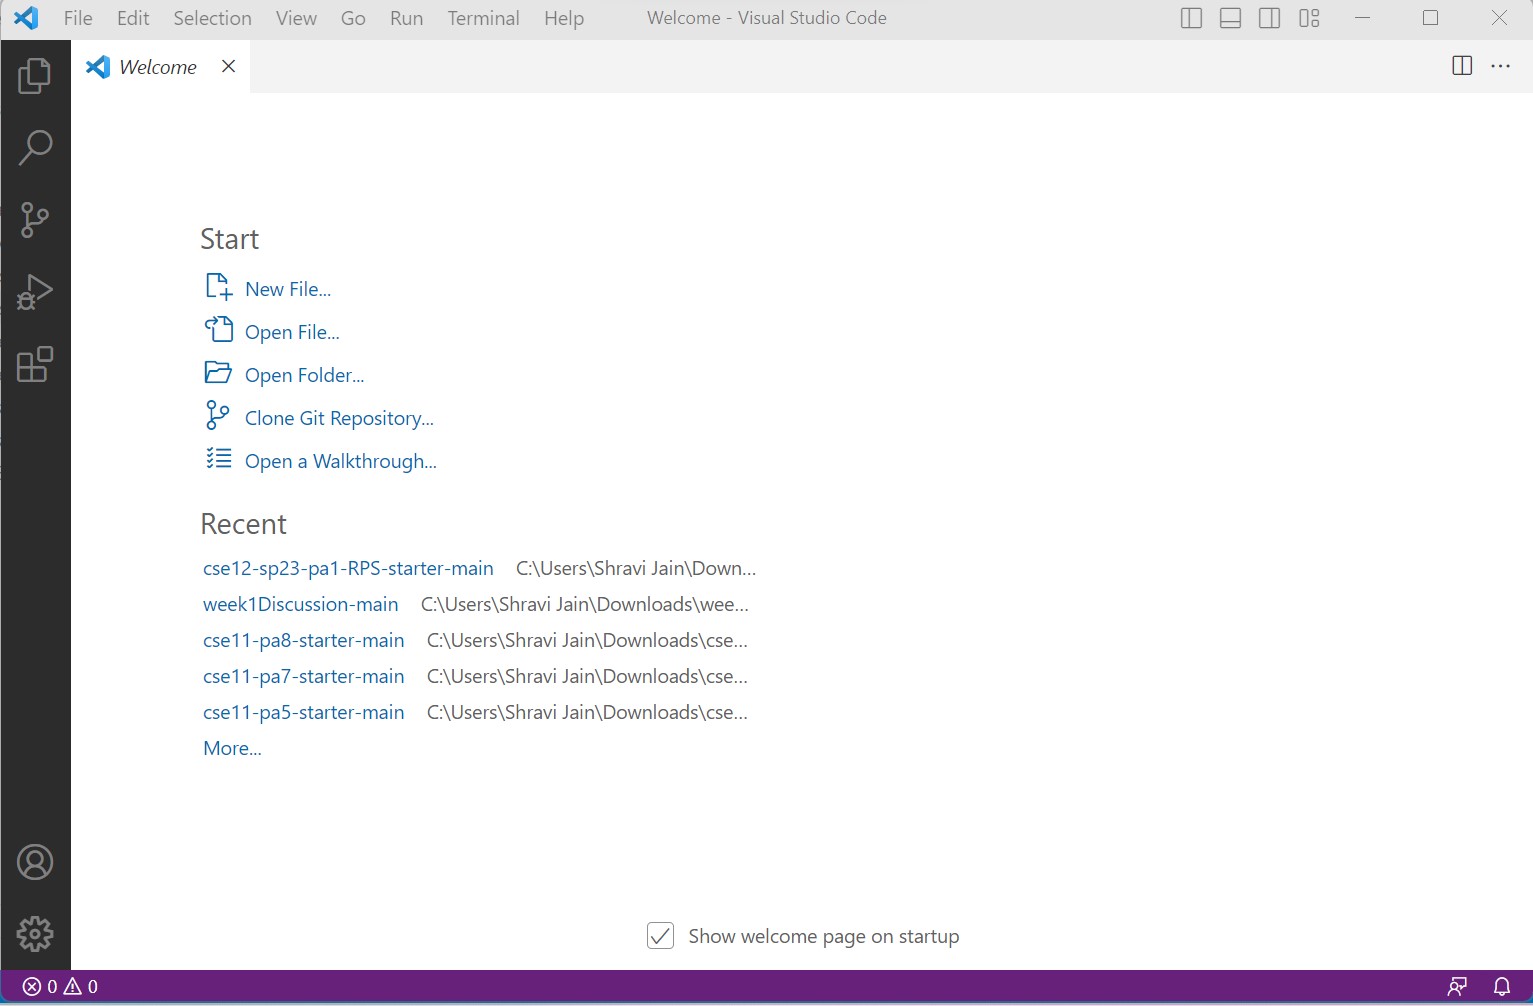 File Edit Selection View Go Run Terminal Help Welcome - Visual Studio Code
Welcome
Start
New File...
Open File...
Open Folder...
Clone Git Repository...
Open a Walkthrough...
Recent
cse12-sp23-pa1-RPS-starter-main C:\Users\Shravi Jain\Down...
week1Discussion-main C:\Users\Shravi Jain\Downloads\wee...
cse11-pa8-starter-main C:\Users\Shravi Jain\Downloads\cse...
cse11-pa7-starter-main C:\Users\Shravi Jain\Downloads\cse...
cse11-pa5-starter-main C:\Users\Shravi Jain\Downloads\cse...
More...
Show welcome page on startup
0 0